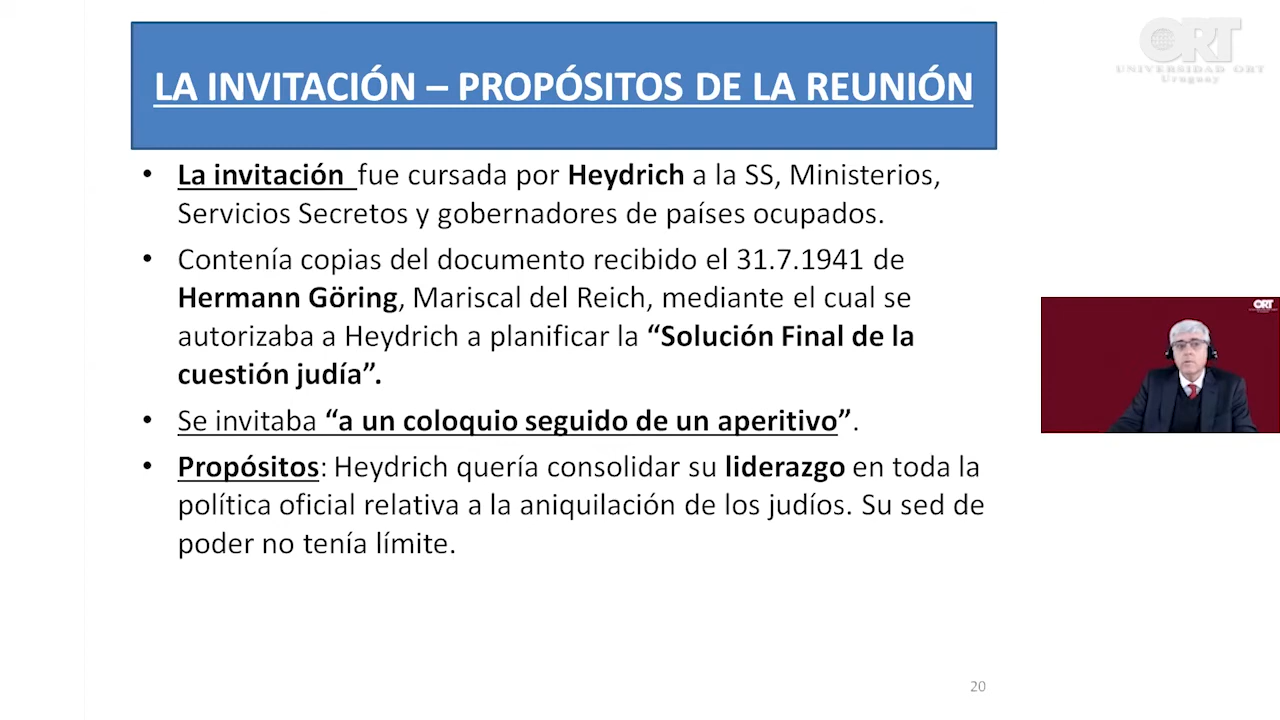 LA INVITACIÓN – PROPÓSITOS DE LA REUNIÓN
• La invitación fue cursada por Heydrich a la SS, Ministerios,
Servicios Secretos y gobernadores de países ocupados.
• Contenía copias del documento recibido el 31.7.1941 de
Hermann Göring, Mariscal del Reich, mediante el cual se
autorizaba a Heydrich a planificar la “Solución Final de la
cuestión judía”.
• Se invitaba “a un coloquio seguido de un aperitivo”.
• Propósitos: Heydrich quería consolidar su liderazgo en toda la
política oficial relativa a la aniquilación de los judíos. Su sed de
poder no tenía límite.
20
ORT
UNIVERSIDAD ORT
Uruguay
ORT